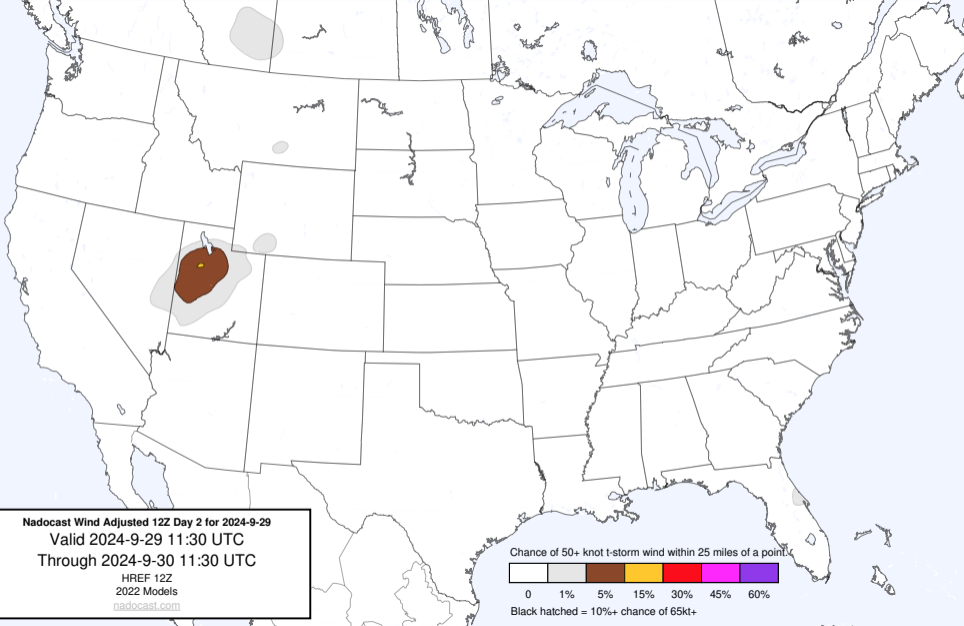 Nadocast Wind Adjusted 12Z Day 2 for 2024-9-29
Valid 2024-9-29 11:30 UTC
Through 2024-9-30 11:30 UTC
HREF 12Z
2022 Models
nadocast.com
Chance of 50+ knot t-storm wind within 25 miles of a point.
0 1% 5% 15% 30% 45% 60%
Black hatched = 10%+ chance of 65kt+